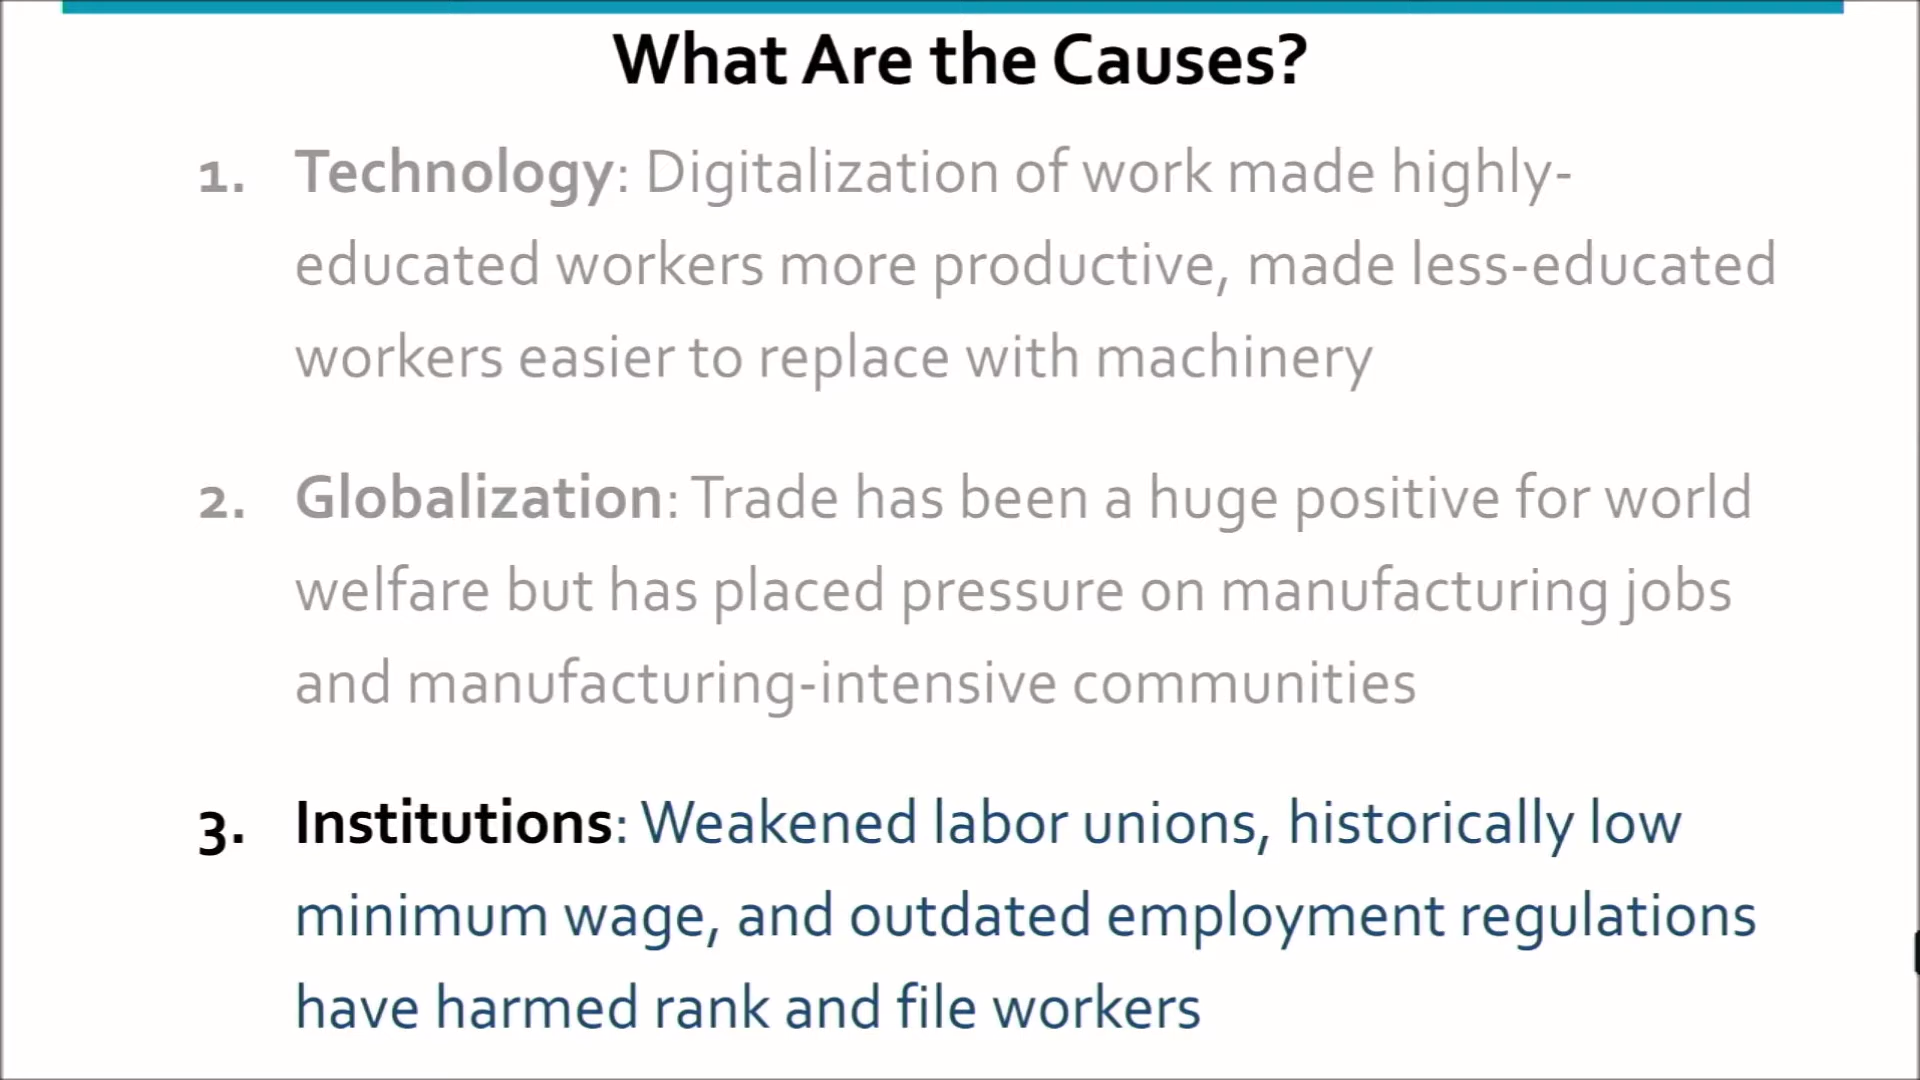 What Are the Causes?
1. Technology: Digitalization of work made highly-
educated workers more productive, made less-educated
workers easier to replace with machinery
2. Globalization: Trade has been a huge positive for world
welfare but has placed pressure on manufacturing jobs
and manufacturing-intensive communities
3. Institutions: Weakened labor unions, historically low
minimum wage, and outdated employment regulations
have harmed rank and file workers